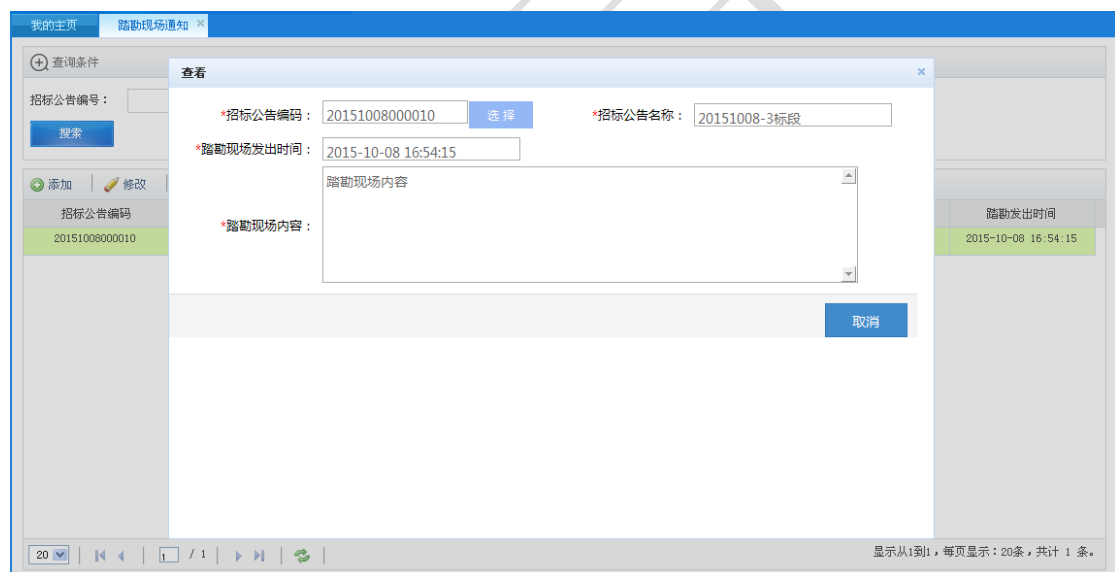 我的主页 踏勘现场通知 ×
查询条件
招标公告编号：
搜索
添加 修改
招标公告编码 踏勘发出时间
20151008000010 2015-10-08 16:54:15
查看 ×
*招标公告编码： 20151008000010 选 择 *招标公告名称： 20151008-3标段
*踏勘现场发出时间： 2015-10-08 16:54:15
*踏勘现场内容： 踏勘现场内容
取消
20 1 / 1 显示从1到1，每页显示：20条，共计 1 条。